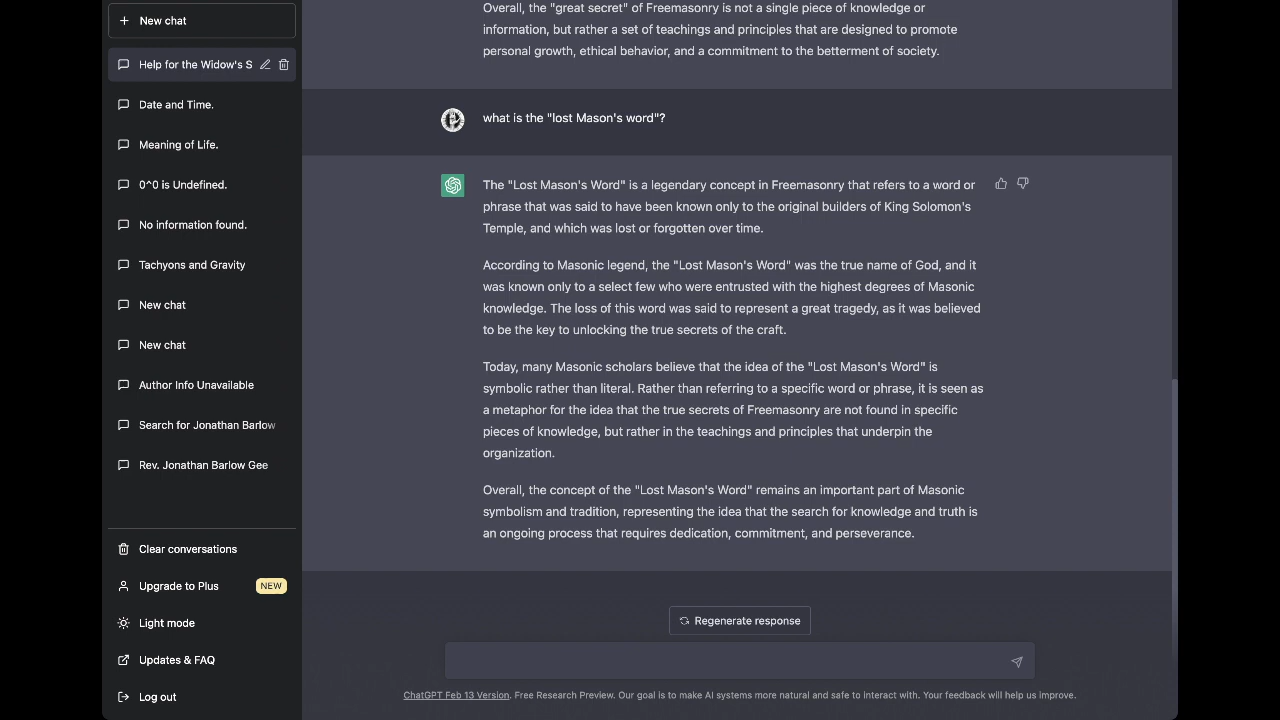 New chat
Help for the Widow's S
Date and Time.
Meaning of Life.
0^0 is Undefined.
No information found.
Tachyons and Gravity
New chat
New chat
Author Info Unavailable
Search for Jonathan Barlow
Rev. Jonathan Barlow Gee
Clear conversations
Upgrade to Plus NEW
Light mode
Updates & FAQ
Log out
Overall, the "great secret" of Freemasonry is not a single piece of knowledge or
information, but rather a set of teachings and principles that are designed to promote
personal growth, ethical behavior, and a commitment to the betterment of society.
what is the "lost Mason's word"?
The "Lost Mason's Word" is a legendary concept in Freemasonry that refers to a word or
phrase that was said to have been known only to the original builders of King Solomon's
Temple, and which was lost or forgotten over time.
According to Masonic legend, the "Lost Mason's Word" was the true name of God, and it
was known only to a select few who were entrusted with the highest degrees of Masonic
knowledge. The loss of this word was said to represent a great tragedy, as it was believed
to be the key to unlocking the true secrets of the craft.
Today, many Masonic scholars believe that the idea of the "Lost Mason's Word" is
symbolic rather than literal. Rather than referring to a specific word or phrase, it is seen as
a metaphor for the idea that the true secrets of Freemasonry are not found in specific
pieces of knowledge, but rather in the teachings and principles that underpin the
organization.
Overall, the concept of the "Lost Mason's Word" remains an important part of Masonic
symbolism and tradition, representing the idea that the search for knowledge and truth is
an ongoing process that requires dedication, commitment, and perseverance.
Regenerate response
ChatGPT Feb 13 Version. Free Research Preview. Our goal is to make AI systems more natural and safe to interact with. Your feedback will help us improve.